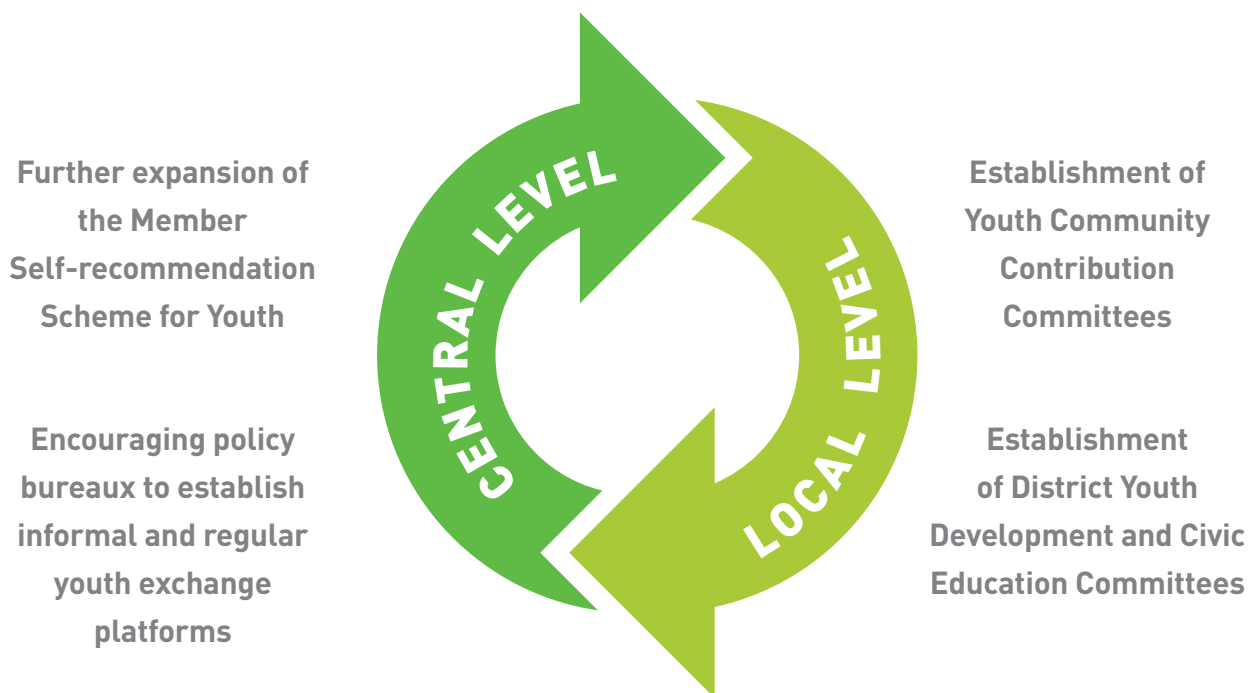 Further expansion of
the Member
Self-recommendation
Scheme for Youth
Encouraging policy
bureaux to establish
informal and regular
youth exchange
platforms
CENTRAL LEVEL
LOCAL LEVEL
Establishment of
Youth Community
Contribution
Committees
Establishment
of District Youth
Development and Civic
Education Committees